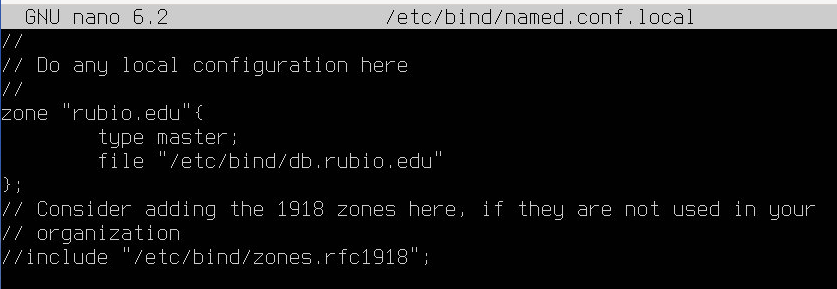 GNU nano 6.2 /etc/bind/named.conf.local
//
// Do any local configuration here
//
zone "rubio.edu"{
        type master;
        file "/etc/bind/db.rubio.edu"
};
// Consider adding the 1918 zones here, if they are not used in your
// organization
//include "/etc/bind/zones.rfc1918";